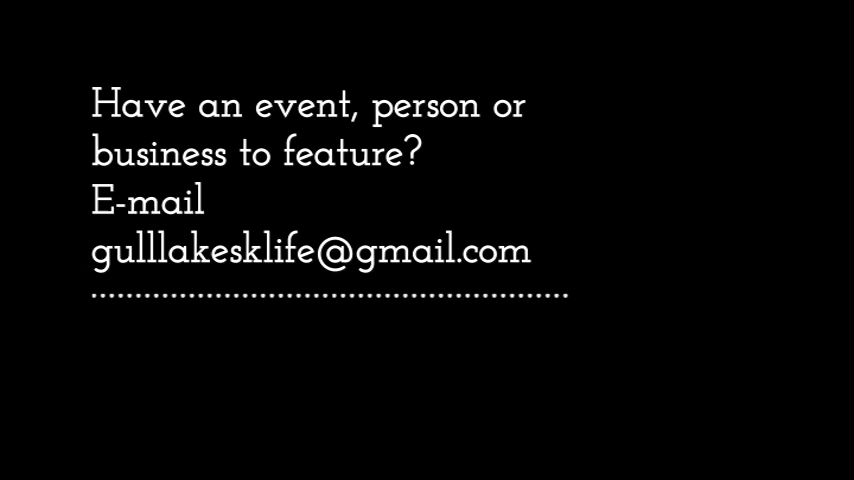 Have an event, person or
business to feature?
E-mail
gulllakesklife@gmail.com